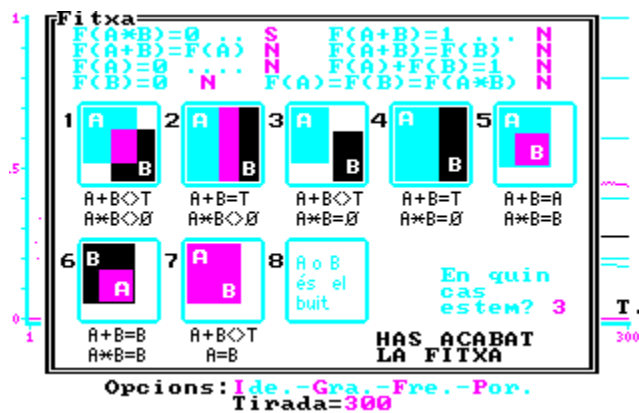 1
Fitxa
F(A*B)=0 .. S F(A+B)=1 ... N
F(A+B)=F(A) N F(A+B)=F(B) N
F(A)=0 .... N F(A)+F(B)=1 N
F(B)=0 N F(A)=F(B)=F(A*B) N
1 A B 2 A B 3 A B 4 A B 5 A B
.5
A+B<>T A+B=T A+B<>T A+B=T A+B=A
A*B<>Ø A*B<>Ø A*B=Ø A*B=Ø A*B=B
6 B A 7 A B 8 A o B
és el
buit
En quin
cas
estem? 3
0 T.
1 300
A+B=B A+B<>T
A*B=B A=B
HAS ACABAT
LA FITXA
Opcions:Ide.-Gra.-Fre.-Por.
Tirada=300